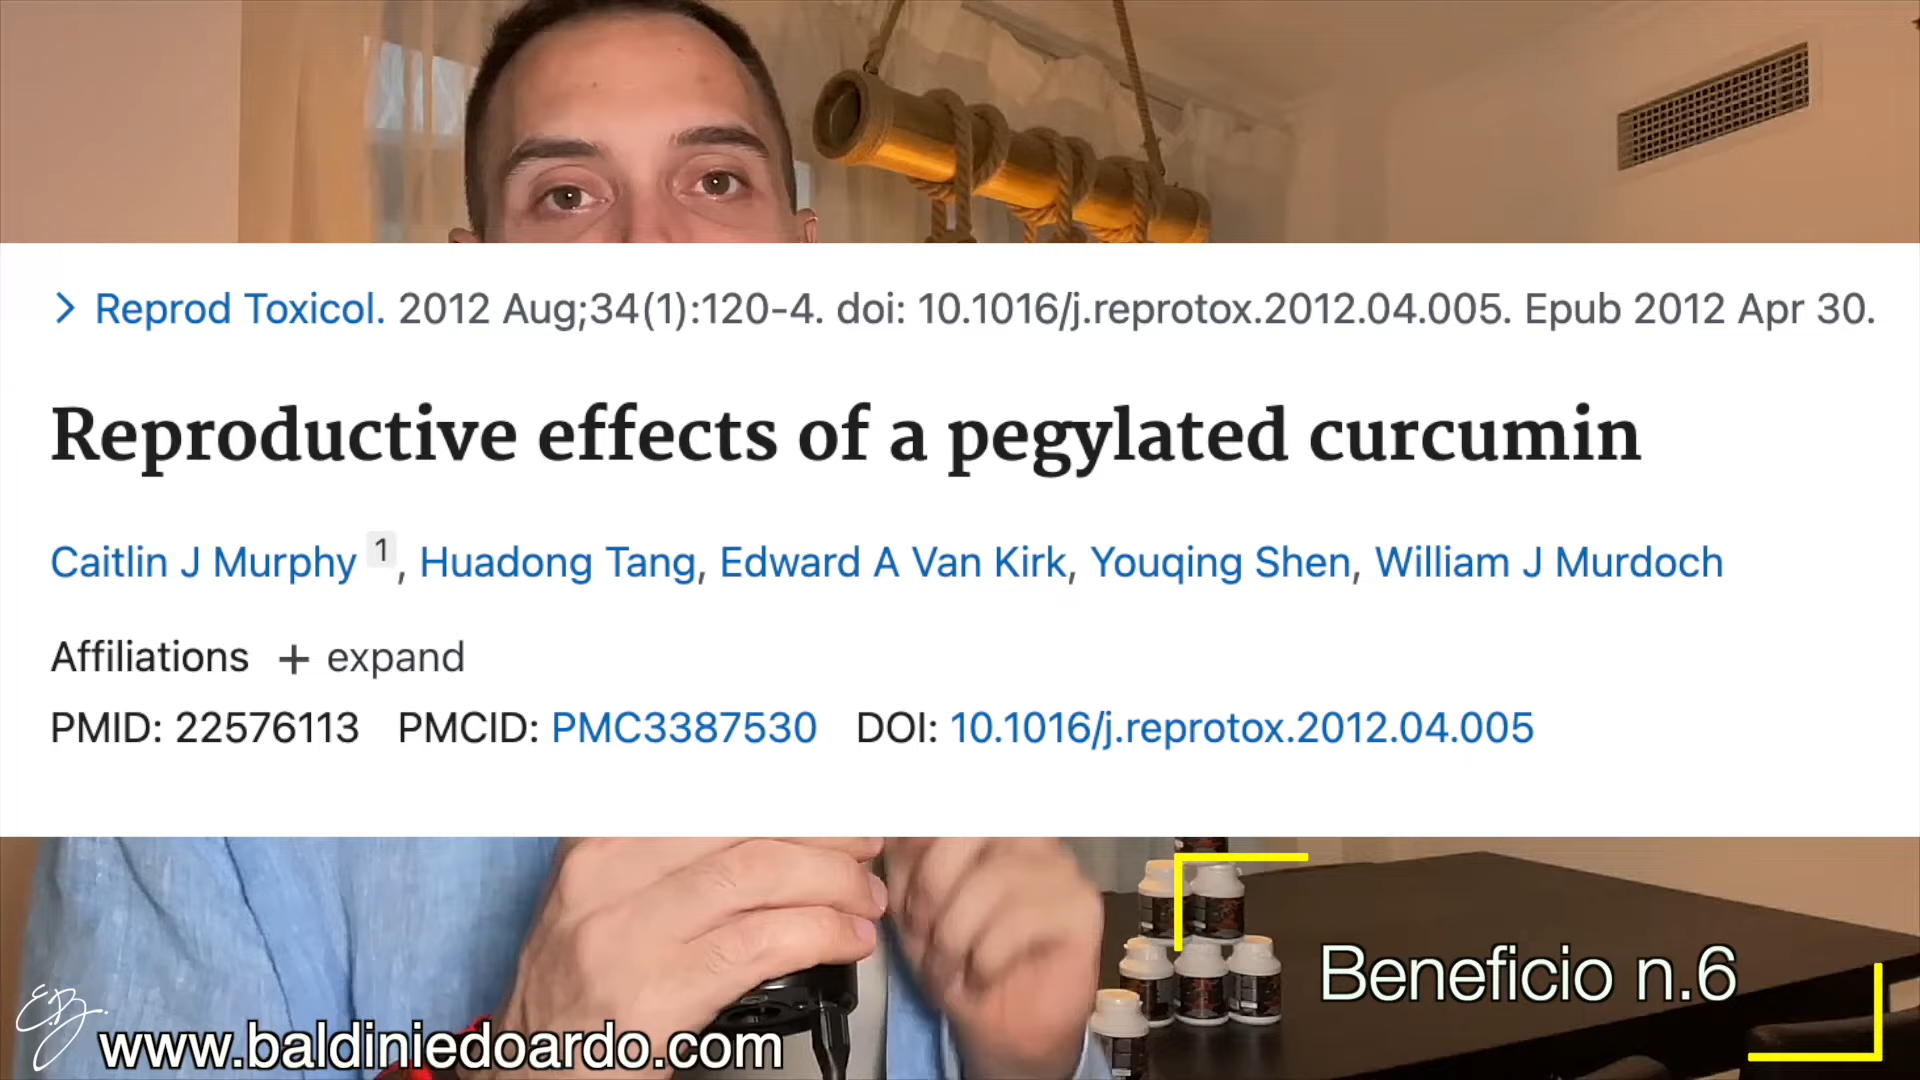 > Reprod Toxicol. 2012 Aug;34(1):120-4. doi: 10.1016/j.reprotox.2012.04.005. Epub 2012 Apr 30.
Reproductive effects of a pegylated curcumin
Caitlin J Murphy 1, Huadong Tang, Edward A Van Kirk, Youqing Shen, William J Murdoch
Affiliations + expand
PMID: 22576113 PMCID: PMC3387530 DOI: 10.1016/j.reprotox.2012.04.005
Beneficio n.6
E.B.
www.baldiniedoardo.com